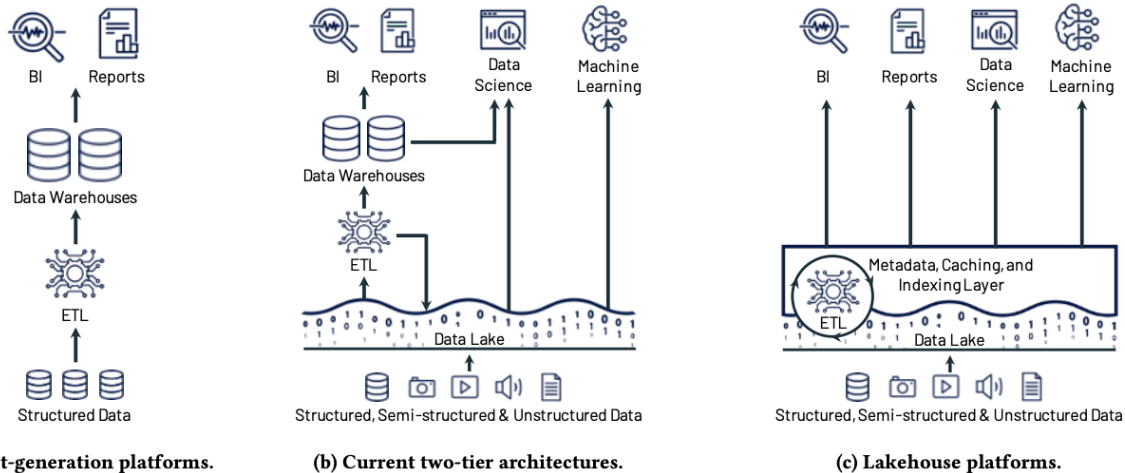 BI
Reports
Data Warehouses
ETL
Structured Data
t-generation platforms.
BI
Reports
Data
Science
Machine
Learning
Data Warehouses
ETL
Data Lake
Structured, Semi-structured & Unstructured Data
(b) Current two-tier architectures.
BI
Reports
Data
Science
Machine
Learning
Metadata, Caching, and
Indexing Layer
ETL
Data Lake
Structured, Semi-structured & Unstructured Data
(c) Lakehouse platforms.